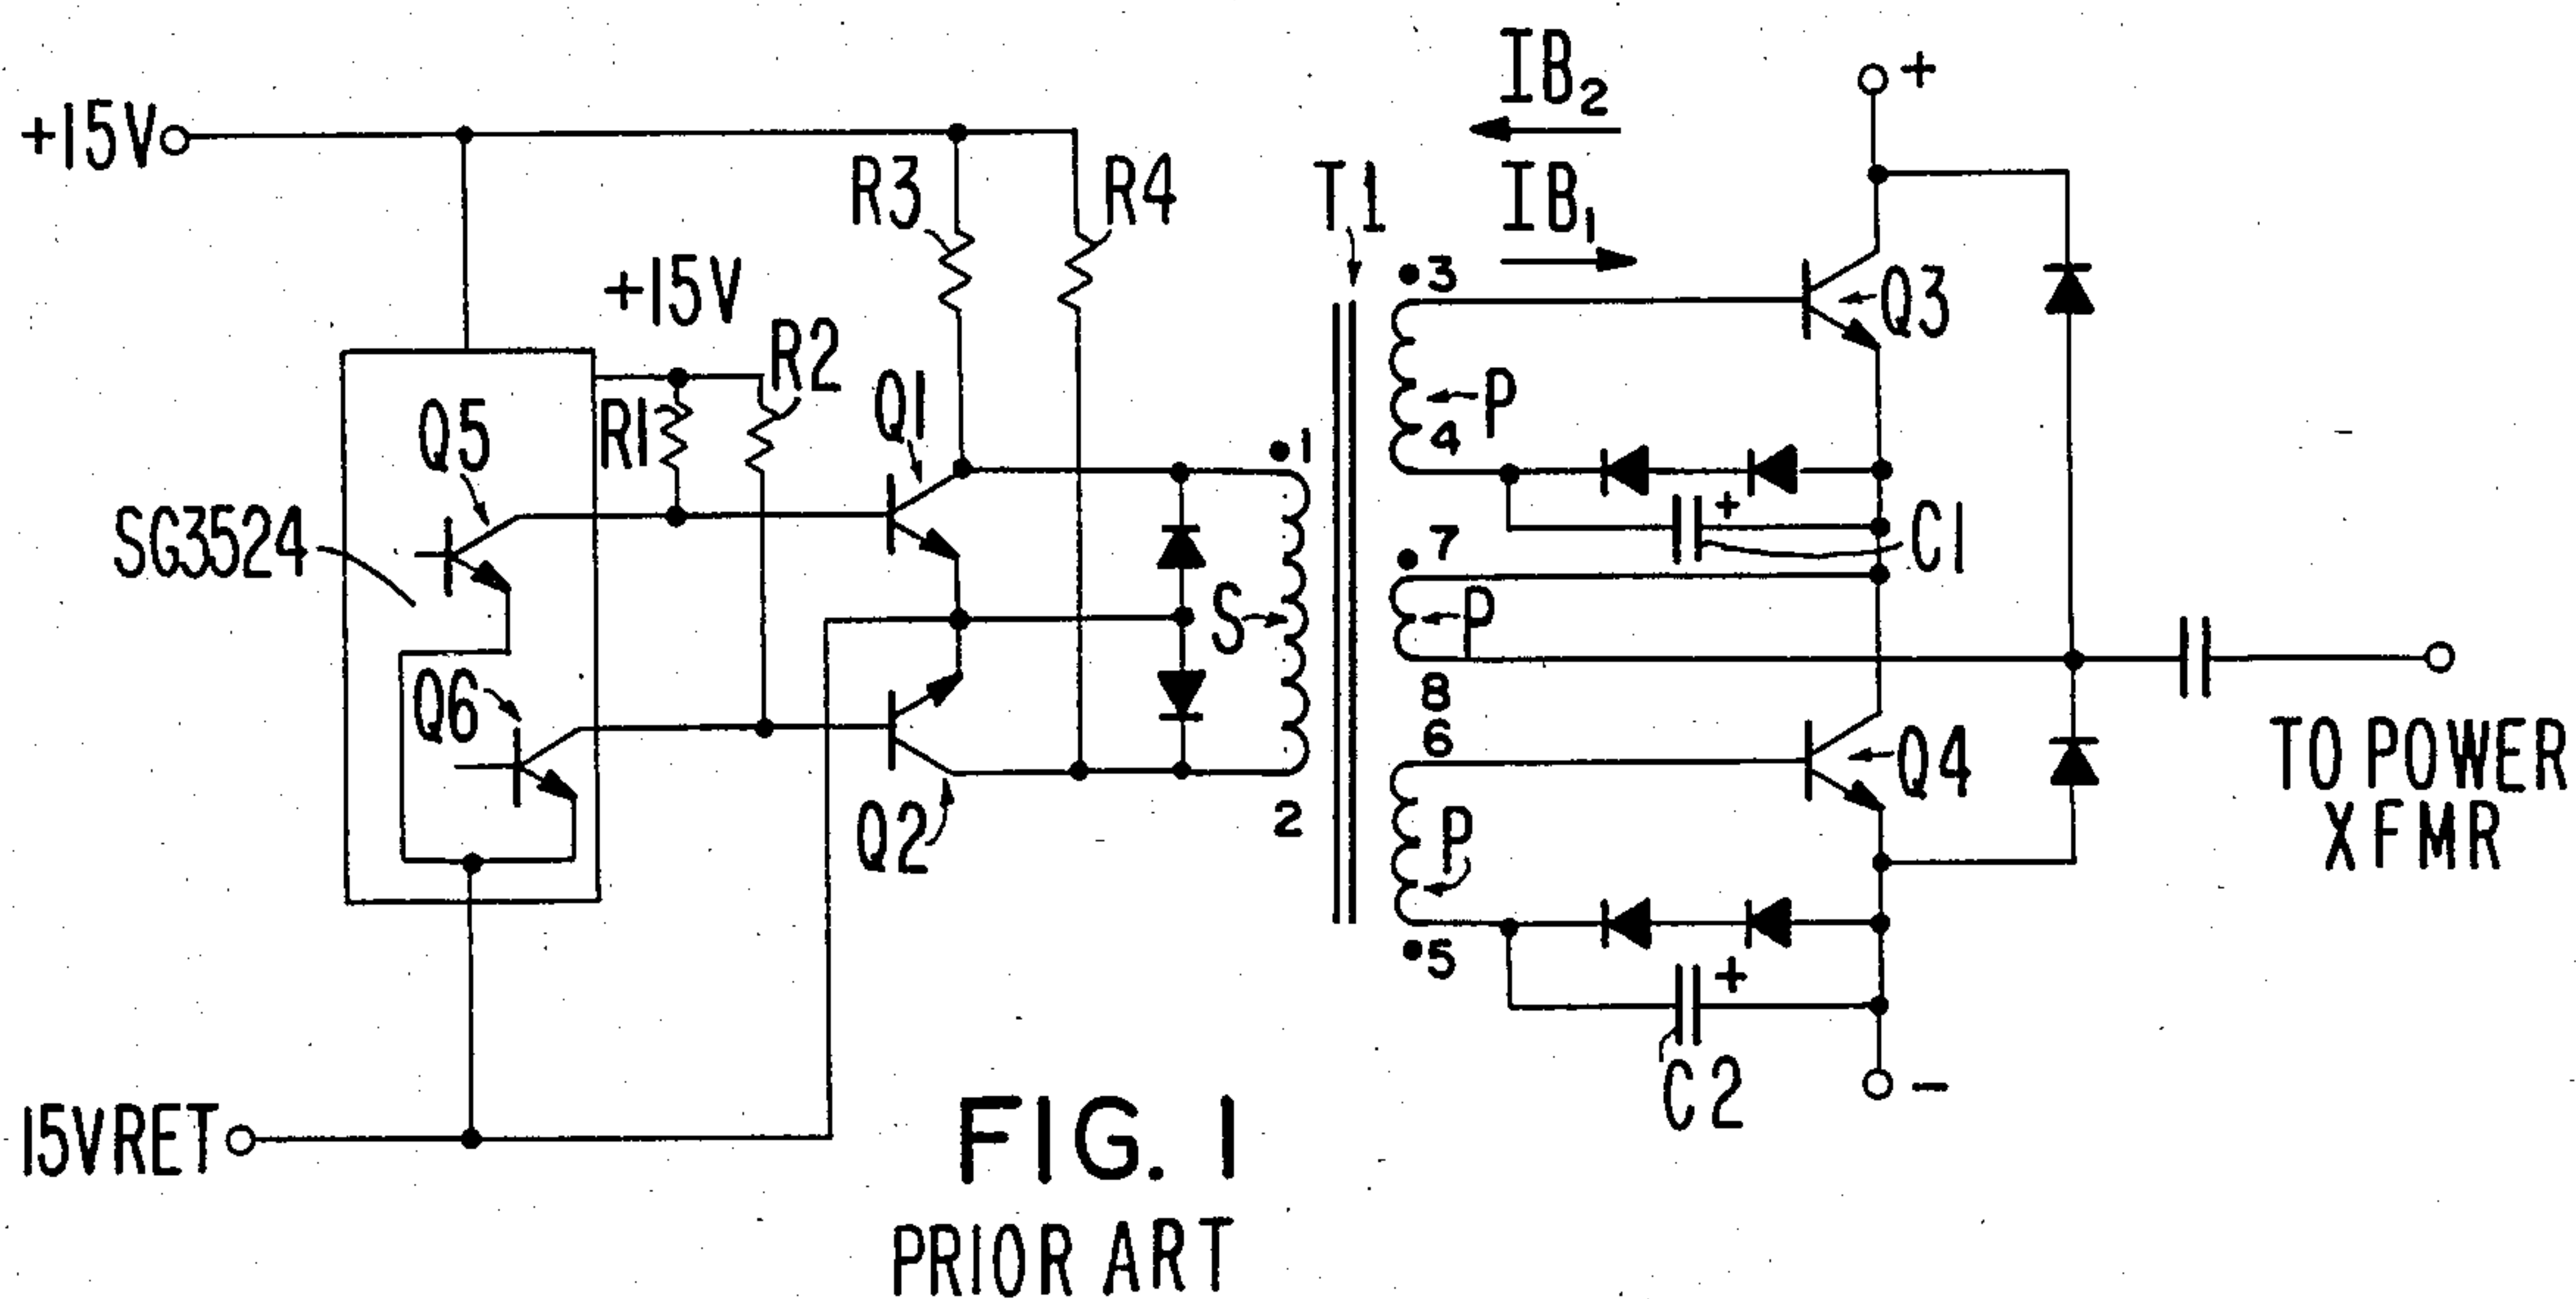 +15V
SG3524
Q5
Q6
+15V
R1
R2
Q1
Q2
R3
R4
15VRET
S
1
2
T1
IB2
IB1
3
P
4
7
P
8
6
P
5
+
Q3
+
C1
Q4
+
C2
-
TO POWER
XFMR
FIG. 1
PRIOR ART